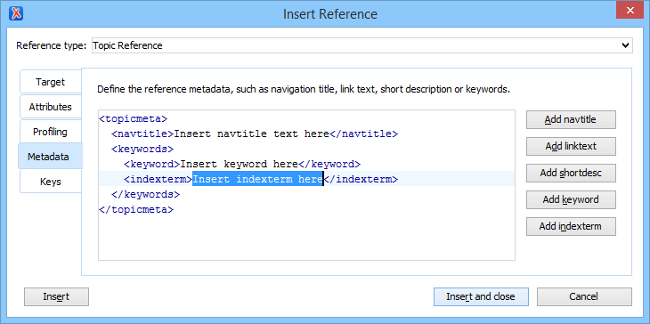 Insert Reference
Reference type: Topic Reference
Target
Attributes
Profiling
Metadata
Keys
Define the reference metadata, such as navigation title, link text, short description or keywords.
<topicmeta>
<navtitle>Insert navtitle text here</navtitle>
<keywords>
<keyword>Insert keyword here</keyword>
<indexterm>Insert indexterm here</indexterm>
</keywords>
</topicmeta>
Add navtitle
Add linktext
Add shortdesc
Add keyword
Add indexterm
Insert
Insert and close
Cancel